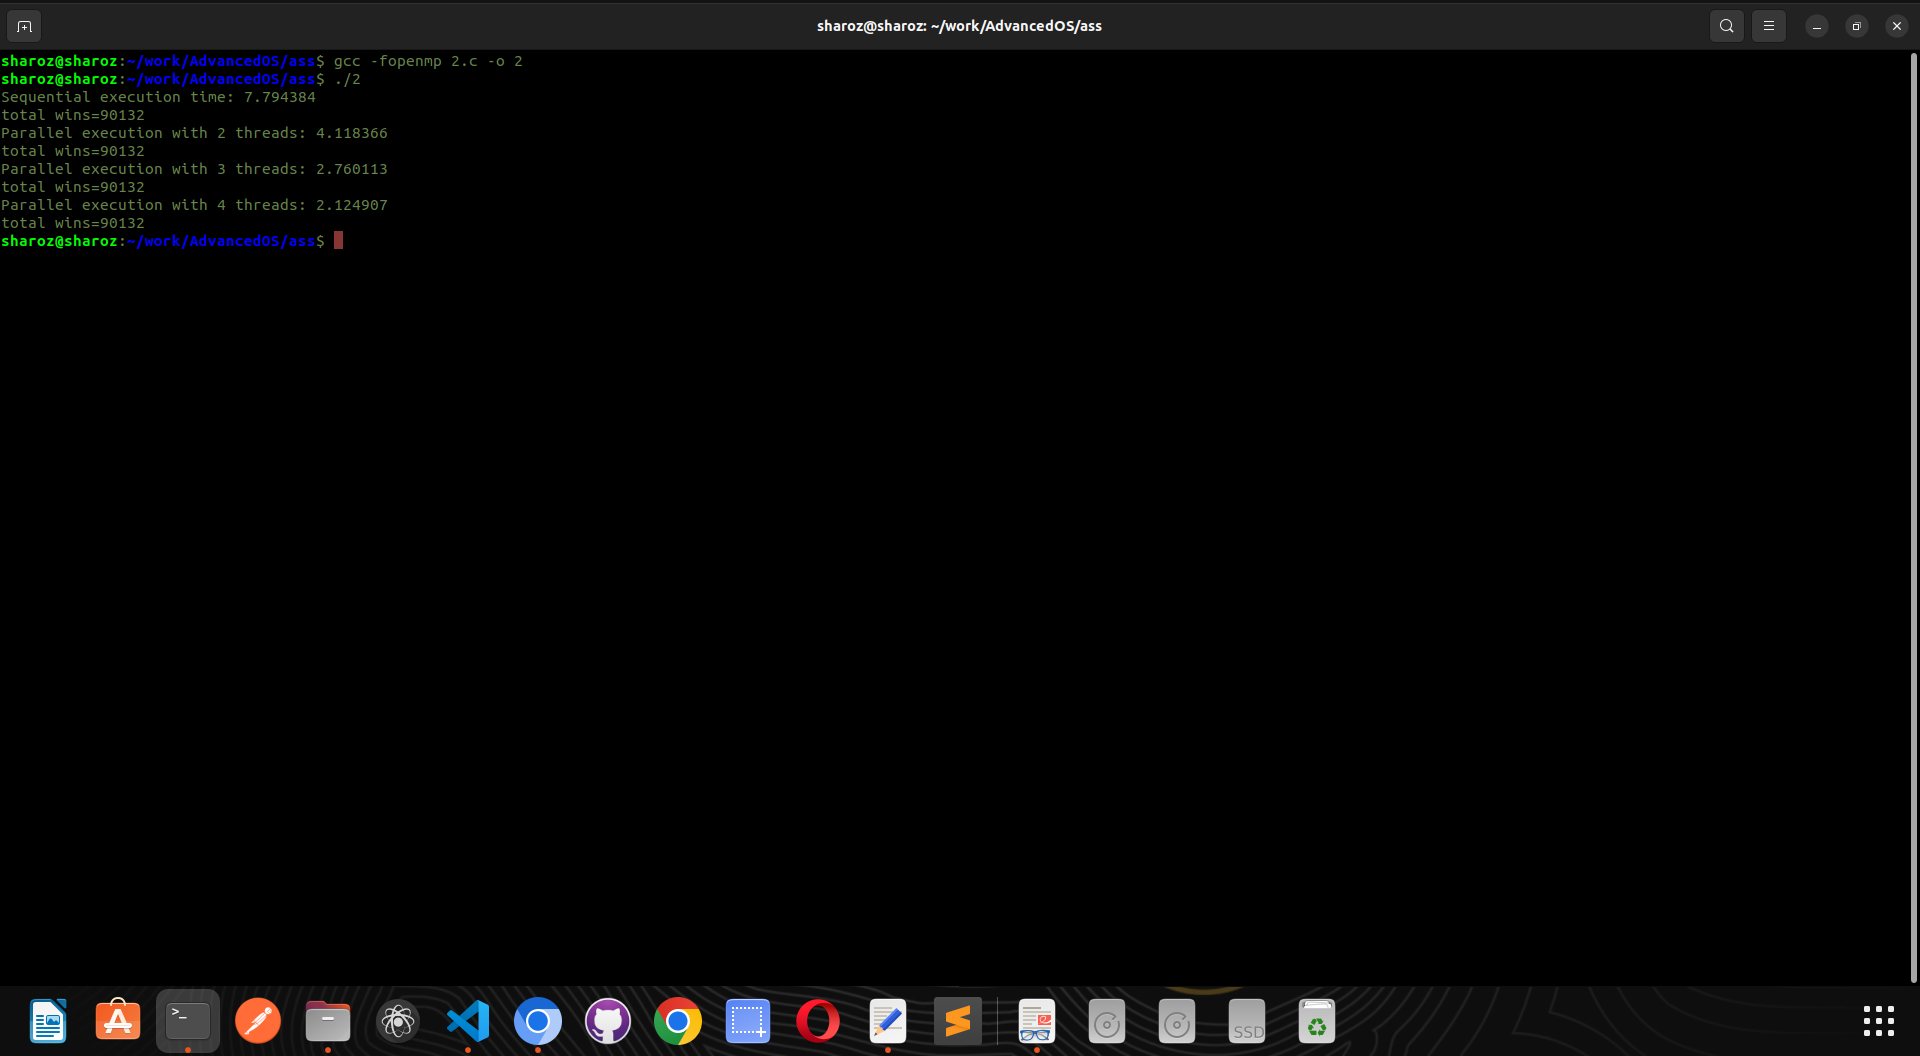 sharoz@sharoz: ~/work/AdvancedOS/ass
sharoz@sharoz:~/work/AdvancedOS/ass$ gcc -fopenmp 2.c -o 2
sharoz@sharoz:~/work/AdvancedOS/ass$ ./2
Sequential execution time: 7.794384
total wins=90132
Parallel execution with 2 threads: 4.118366
total wins=90132
Parallel execution with 3 threads: 2.760113
total wins=90132
Parallel execution with 4 threads: 2.124907
total wins=90132
sharoz@sharoz:~/work/AdvancedOS/ass$
>_
SSD